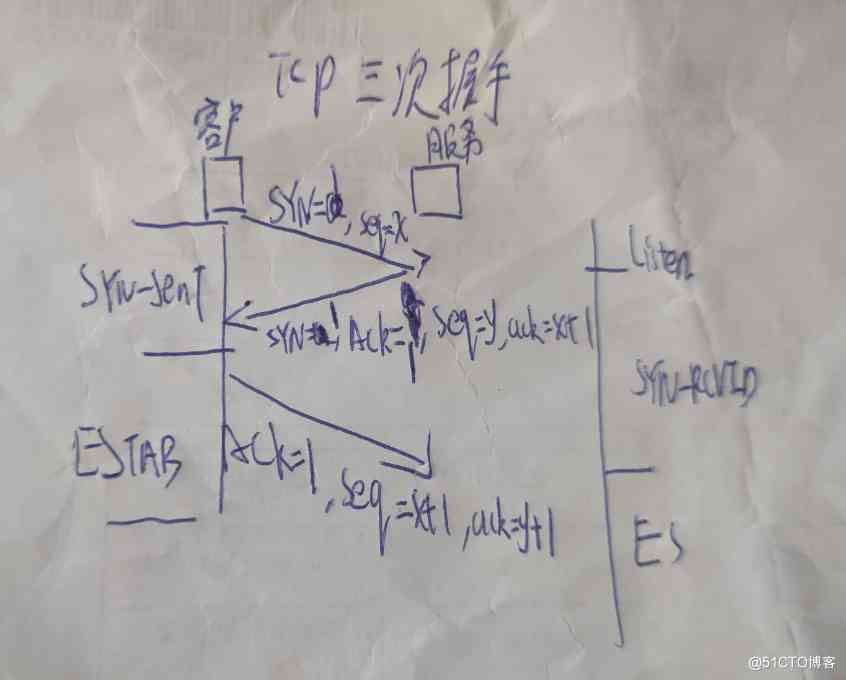 TCP 三次握手
客户
服务
SYN=1, seq=x
Listen
SYN-SENT
SYN=1, Ack=1, seq=y, ack=x+1
SYN-RCVID
ESTAB
ACK=1, seq=x+1, ack=y+1
ES
@51CTO博客